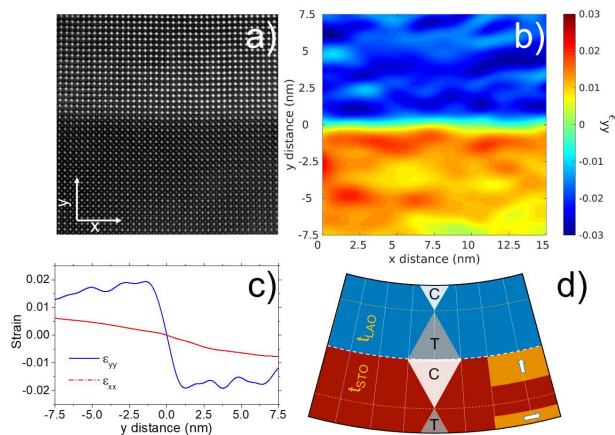 a)
y
x
b)
7.5
5
2.5
0
-2.5
-5
-7.5
y distance (nm)
0
2.5
5
7.5
10
12.5
15
x distance (nm)
0.03
0.02
0.01
0
-0.01
-0.02
-0.03
ε yy
c)
0.02
0.01
0.00
-0.01
-0.02
Strain
εyy
εxx
-7.5 -5.0 -2.5 0.0 2.5 5.0 7.5
y distance (nm)
d)
C
tLAO
T
tSTO
C
T